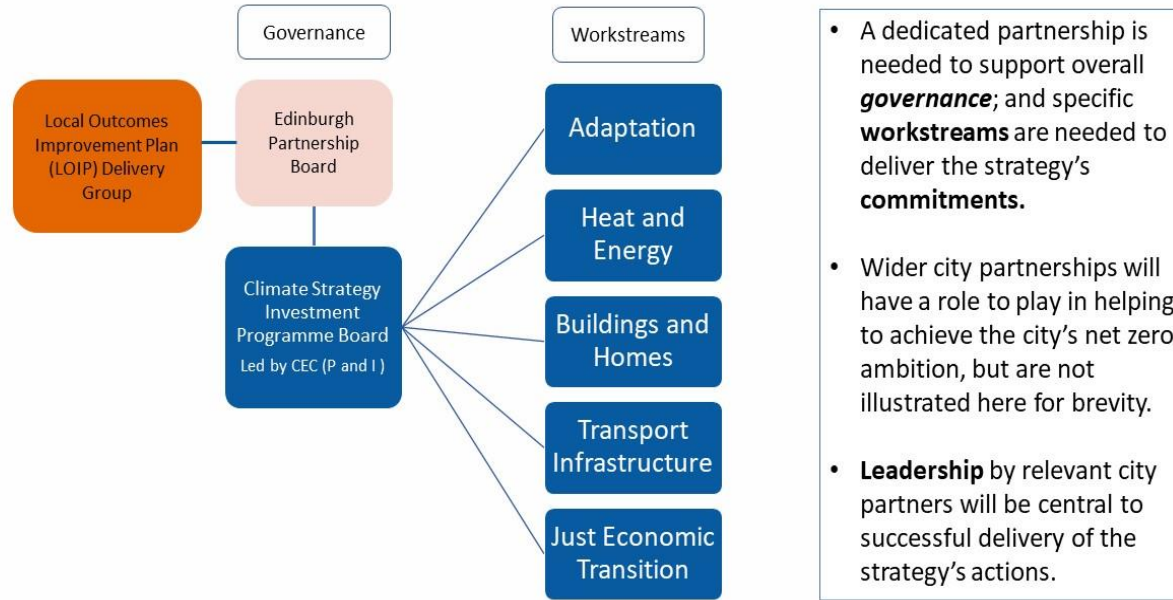 Governance
Workstreams
Local Outcomes
Improvement Plan
(LOIP) Delivery
Group
Edinburgh
Partnership
Board
Climate Strategy
Investment
Programme Board
Led by CEC (P and I )
Adaptation
Heat and
Energy
Buildings and
Homes
Transport
Infrastructure
Just Economic
Transition
• A dedicated partnership is
needed to support overall
governance; and specific
workstreams are needed to
deliver the strategy’s
commitments.
• Wider city partnerships will
have a role to play in helping
to achieve the city’s net zero
ambition, but are not
illustrated here for brevity.
• Leadership by relevant city
partners will be central to
successful delivery of the
strategy’s actions.